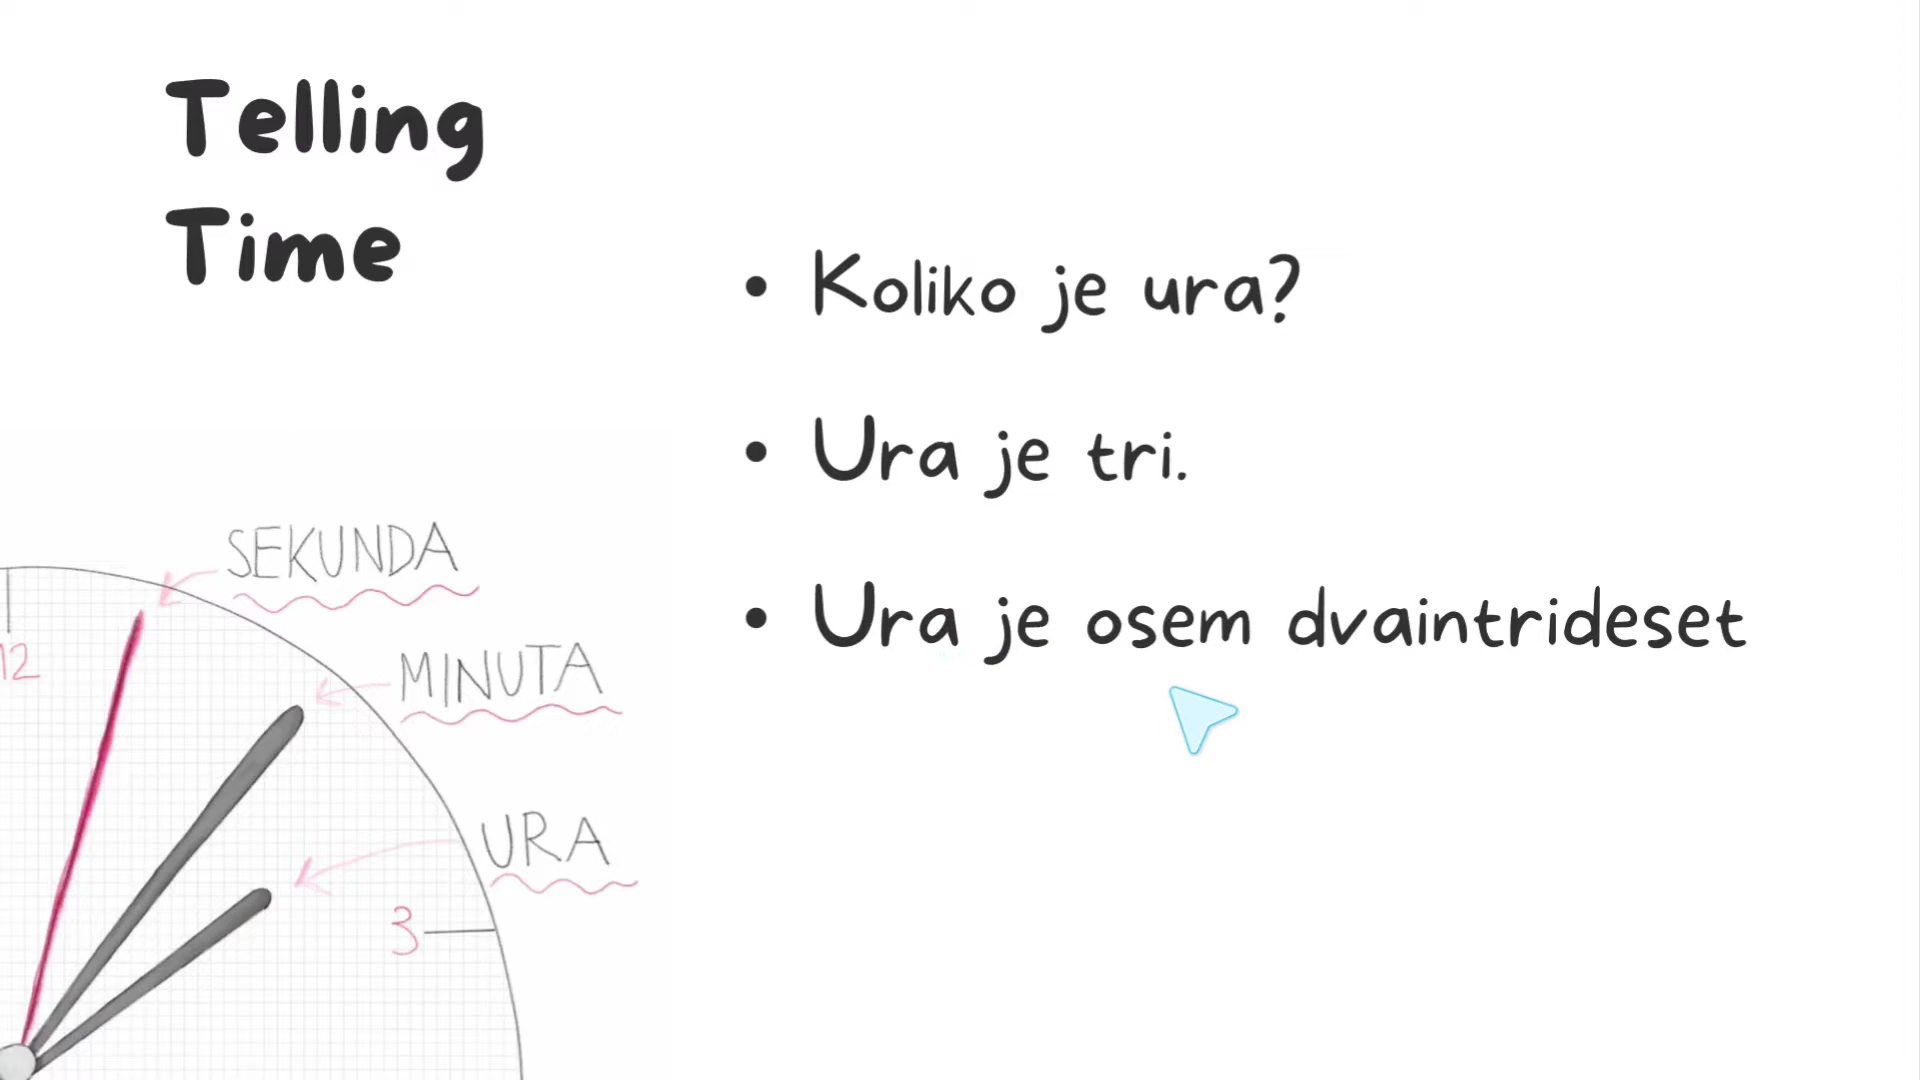 Telling
Time
• Koliko je ura?
• Ura je tri.
• Ura je osem dvaintrideset
SEKUNDA
12
MINUTA
URA
3